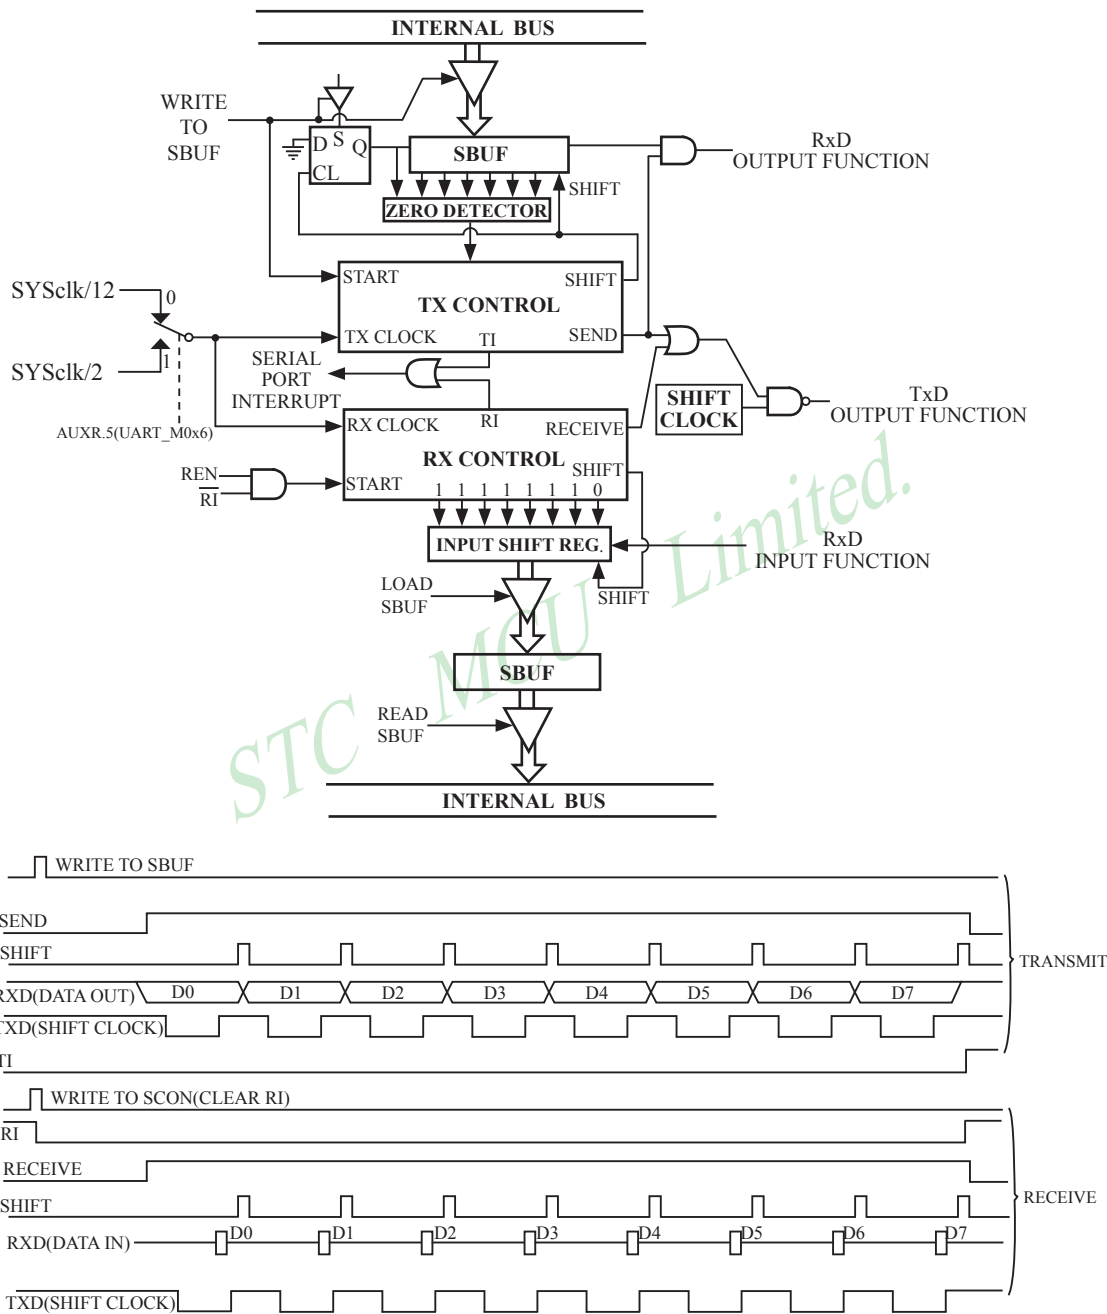 INTERNAL BUS
WRITE
TO
SBUF
D S Q
CL
SBUF
RxD
OUTPUT FUNCTION
SHIFT
ZERO DETECTOR
START
SHIFT
TX CONTROL
TX CLOCK
TI
SEND
SYSclk/12
0
SYSclk/2
1
AUXR.5(UART_M0x6)
SERIAL
PORT
INTERRUPT
SHIFT
CLOCK
TxD
OUTPUT FUNCTION
RX CLOCK
RI
RECEIVE
RX CONTROL
SHIFT
REN
RI
START
1 1 1 1 1 1 1 0
INPUT SHIFT REG.
RxD
INPUT FUNCTION
LOAD
SBUF
SHIFT
SBUF
READ
SBUF
INTERNAL BUS
STC MCU Limited.
WRITE TO SBUF
SEND
SHIFT
RXD(DATA OUT) D0 D1 D2 D3 D4 D5 D6 D7
TXD(SHIFT CLOCK)
TI
TRANSMIT
WRITE TO SCON(CLEAR RI)
RI
RECEIVE
SHIFT
RXD(DATA IN) D0 D1 D2 D3 D4 D5 D6 D7
TXD(SHIFT CLOCK)
RECEIVE